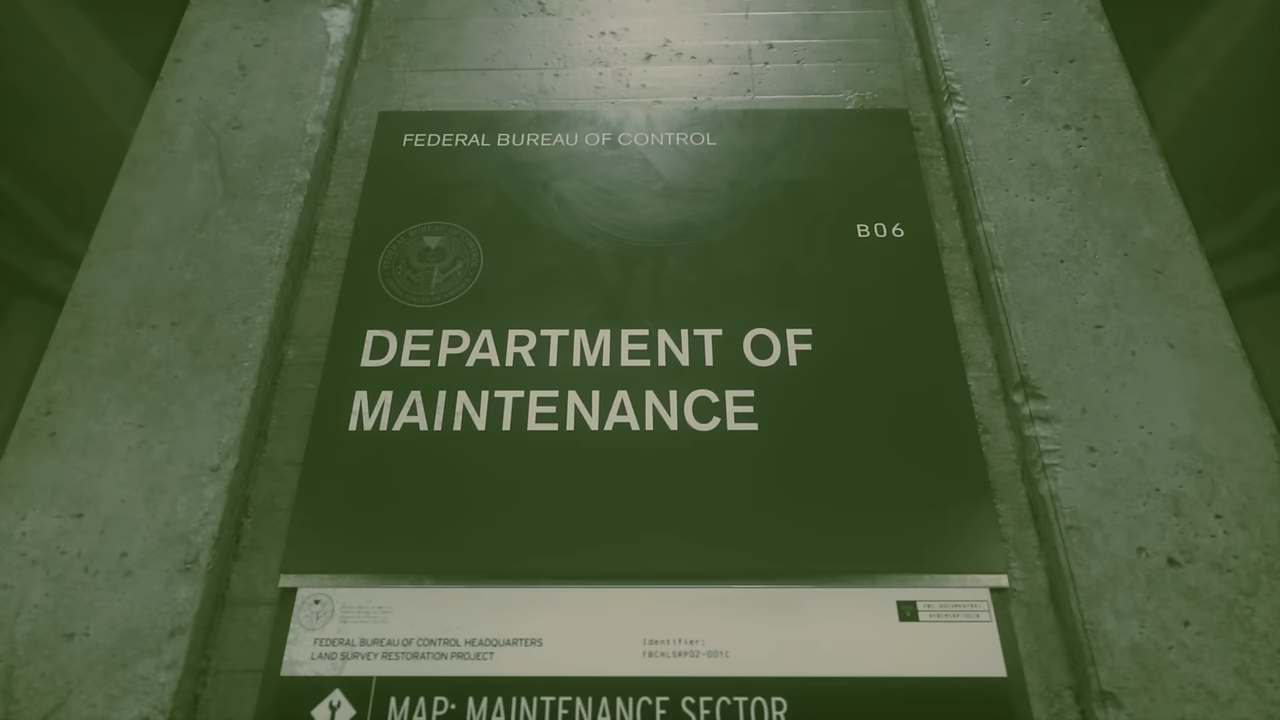 FEDERAL BUREAU OF CONTROL
B06
DEPARTMENT OF
MAINTENANCE
FEDERAL BUREAU OF CONTROL HEADQUARTERS
LAND SURVEY RESTORATION PROJECT
Identifier:
MAP: MAINTENANCE SECTOR